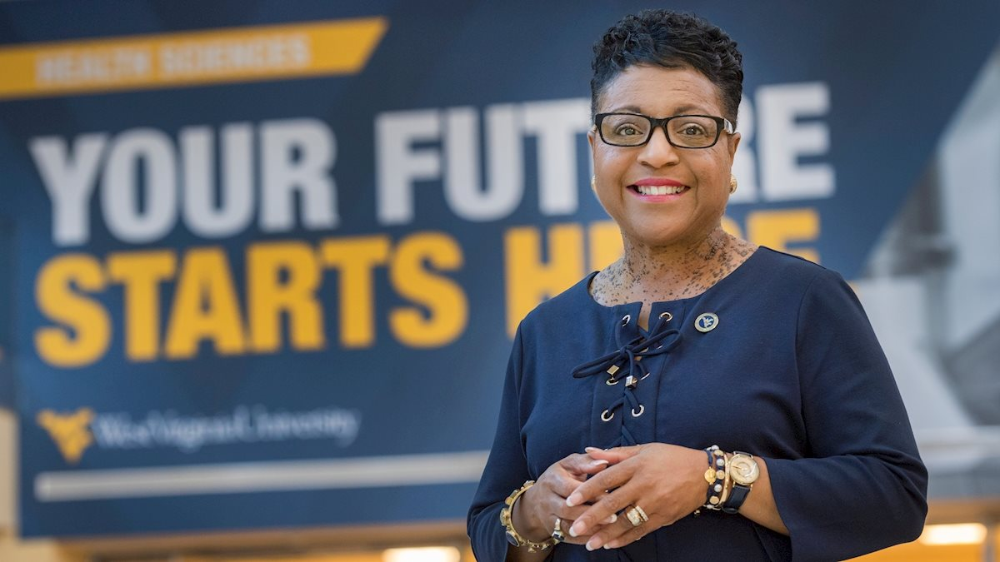 HEALTH SCIENCES
YOUR FUTURE
STARTS HERE
West Virginia University